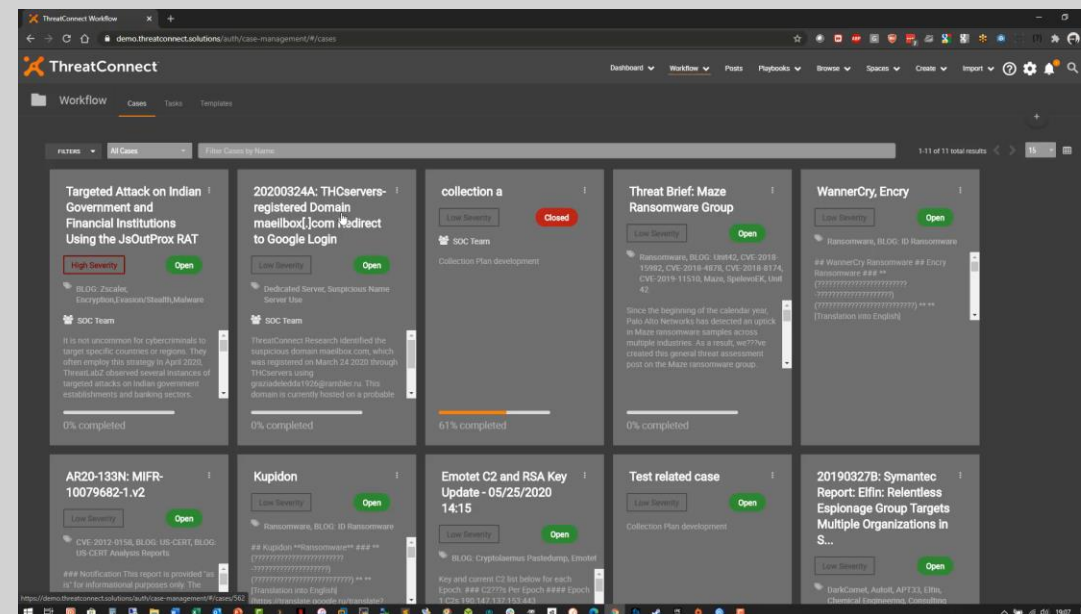 ThreatConnect Workflow
demo.threatconnect.solutions/auth/case-management/#/cases
ThreatConnect
Dashboard Workflow Posts Playbooks Browse Spaces Create Import
Workflow Cases Tasks Templates
FILTERS All Cases Filter Cases by Name 1-11 of 11 total results 15
Targeted Attack on Indian
Government and
Financial Institutions
Using the JsOutProx RAT
High Severity Open
BLOG: Zscaler,
Encryption,Evasion/Stealth,Malware
SOC Team
It is not uncommon for cybercriminals to
target specific countries or regions. They
often employ this strategy in April 2020,
ThreatLabZ observed several instances of
targeted attacks on Indian government
establishments and banking sectors.
0% completed
20200324A: THCservers-
registered Domain
maeilbox[.]com Redirect
to Google Login
Low Severity Open
Dedicated Server, Suspicious Name
Server Use
SOC Team
ThreatConnect Research identified the
suspicious domain maeilbox.com, which
was registered on March 24 2020 through
THCservers using
graziadeledda1926@rambler.ru. This
domain is currently hosted on a probable
0% completed
collection a
Low Severity Closed
SOC Team
Collection Plan development
61% completed
Threat Brief: Maze
Ransomware Group
Low Severity Open
Ransomware, BLOG: Unit42, CVE-2018-
15982, CVE-2018-4878, CVE-2018-8174,
CVE-2019-11510, Maze, SpelevoEK, Unit
42
Since the beginning of the calendar year,
Palo Alto Networks has detected an uptick
in Maze ransomware samples across
multiple industries. As a result, we???ve
created this general threat assessment
post on the Maze ransomware group.
0% completed
WannerCry, Encry
Low Severity Open
Ransomware, BLOG: ID Ransomware
## WannerCry Ransomware ## Encry
Ransomware ### **
(???????????????????????
-???????????????????)
(?????????????????????????) ** **
[Translation into English]
AR20-133N: MIFR-
10079682-1.v2
Low Severity Open
CVE-2012-0158, BLOG: US-CERT, BLOG:
US-CERT Analysis Reports
### Notification This report is provided "as
is" for informational purposes only. The
Kupidon
Low Severity Open
Ransomware, BLOG: ID Ransomware
## Kupidon **Ransomware** ### **
(???????????????????????
-???????????????????)
(?????????????????????????) ** **
[Translation into English]
(https://translate.google.ru/translate?
Emotet C2 and RSA Key
Update - 05/25/2020
14:15
Low Severity Open
BLOG: Cryptolaemus Pastedump, Emotet
Key and current C2 list below for each
Epoch. ### C2???s Per Epoch #### Epoch
1 C2s 190.147.137.153:443
Test related case
Low Severity Open
Collection Plan development
20190327B: Symantec
Report: Elfin: Relentless
Espionage Group Targets
Multiple Organizations in
S...
Low Severity Open
DarkComet, AutoIt, APT33, Elfin,
Chemical Engineering, Consulting
https://demo.threatconnect.solutions/auth/case-management/#/cases/562